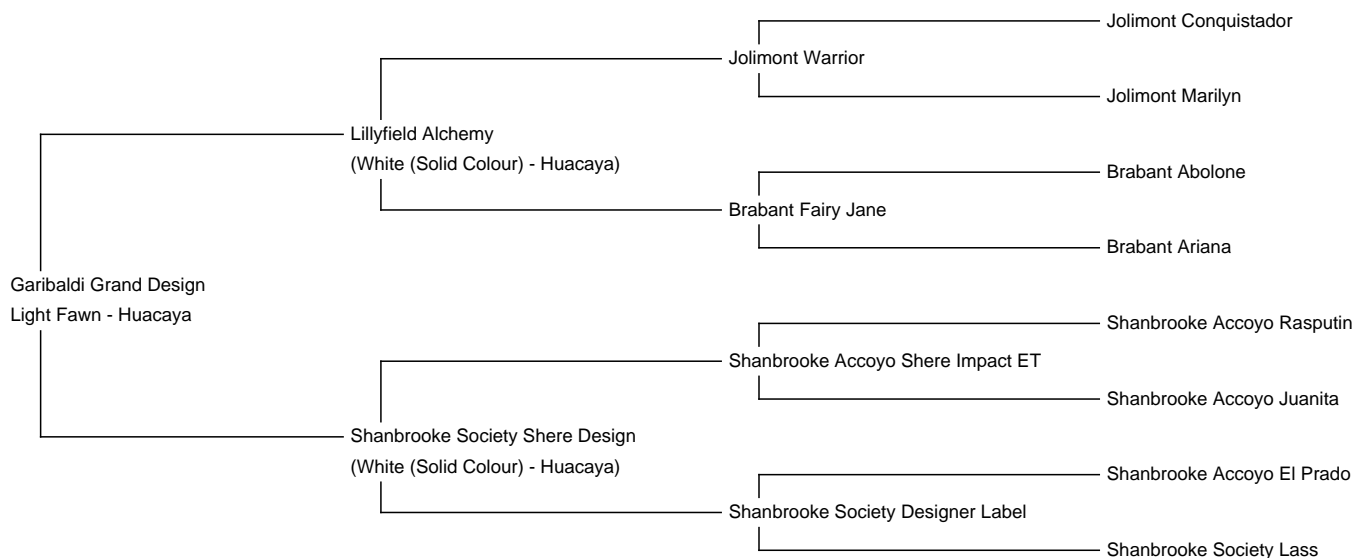 Jolimont Conquistador
Jolimont Warrior
Jolimont Marilyn
Lillyfield Alchemy
(White (Solid Colour) - Huacaya)
Brabant Abolone
Brabant Fairy Jane
Brabant Ariana
Garibaldi Grand Design
Light Fawn - Huacaya
Shanbrooke Accoyo Rasputin
Shanbrooke Accoyo Shere Impact ET
Shanbrooke Accoyo Juanita
Shanbrooke Society Shere Design
(White (Solid Colour) - Huacaya)
Shanbrooke Accoyo El Prado
Shanbrooke Society Designer Label
Shanbrooke Society Lass